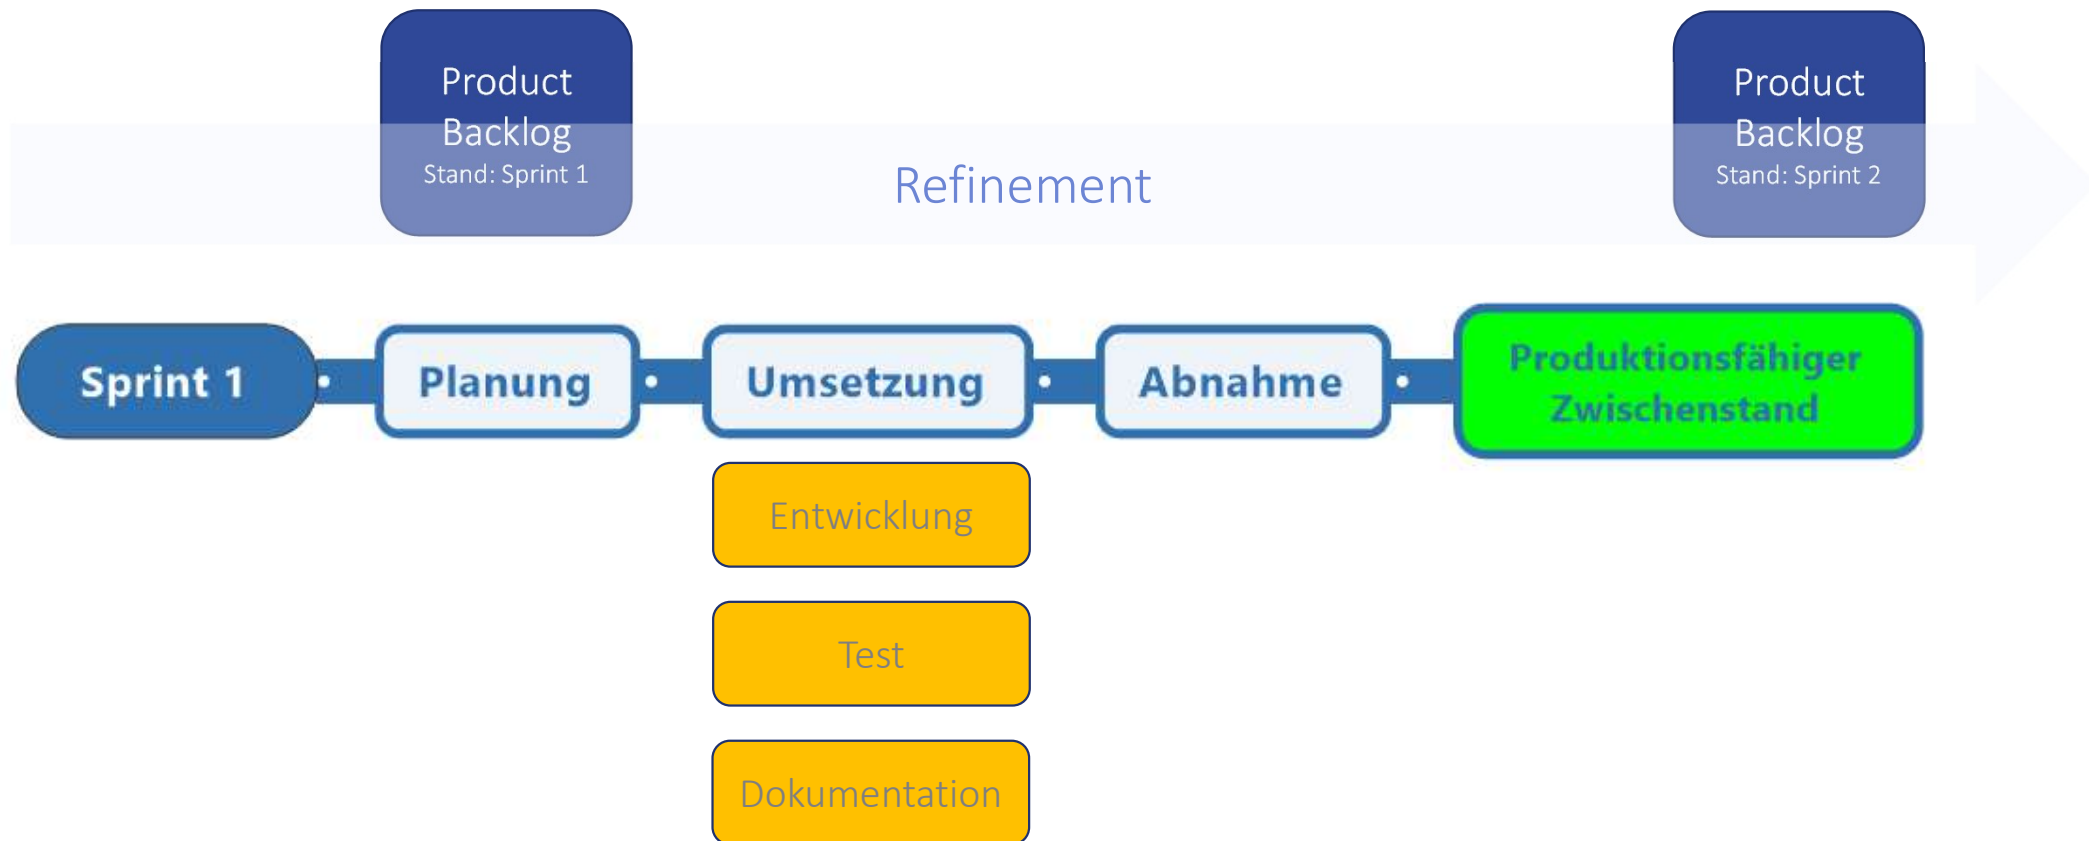 Product
Backlog
Stand: Sprint 1
Refinement
Product
Backlog
Stand: Sprint 2
Sprint 1
Planung
Umsetzung
Abnahme
Produktionsfähiger
Zwischenstand
Entwicklung
Test
Dokumentation